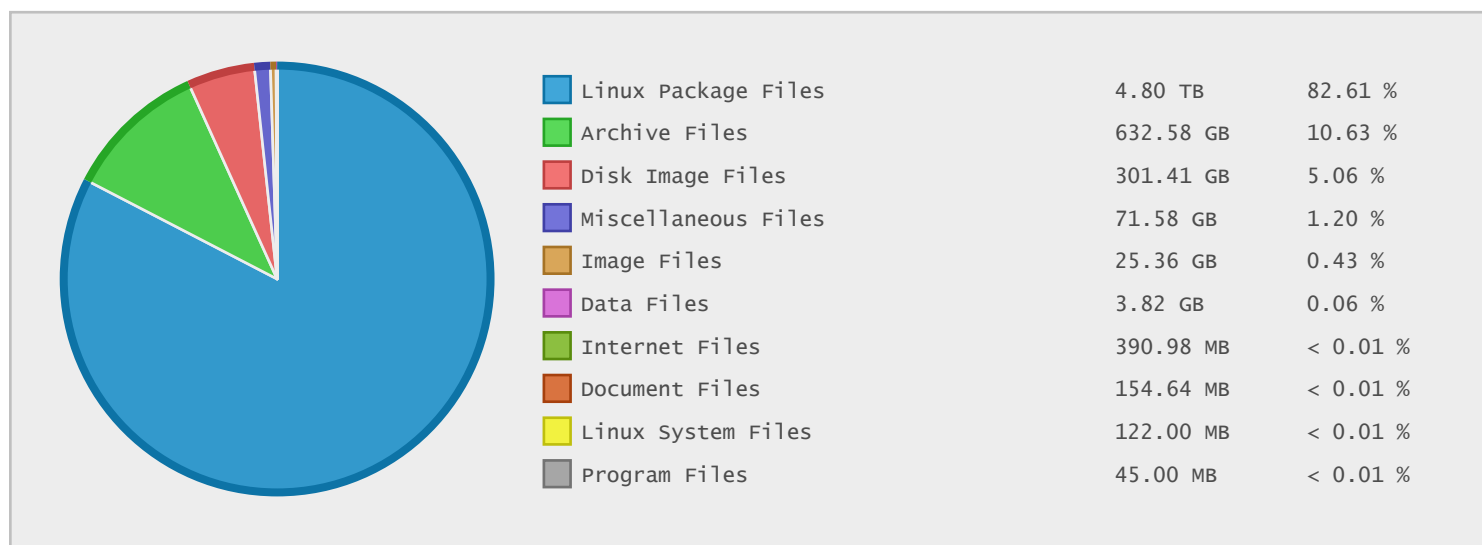 Linux Package Files 4.80 TB 82.61 %
Archive Files 632.58 GB 10.63 %
Disk Image Files 301.41 GB 5.06 %
Miscellaneous Files 71.58 GB 1.20 %
Image Files 25.36 GB 0.43 %
Data Files 3.82 GB 0.06 %
Internet Files 390.98 MB < 0.01 %
Document Files 154.64 MB < 0.01 %
Linux System Files 122.00 MB < 0.01 %
Program Files 45.00 MB < 0.01 %